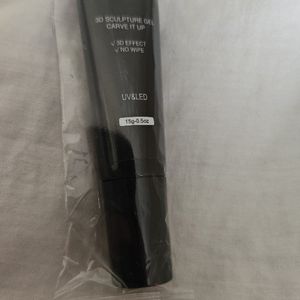 3D SCULPTURE GEL
CARVE IT UP
√ 3D EFFECT
√ NO WIPE
UV&LED
15g-0.5oz